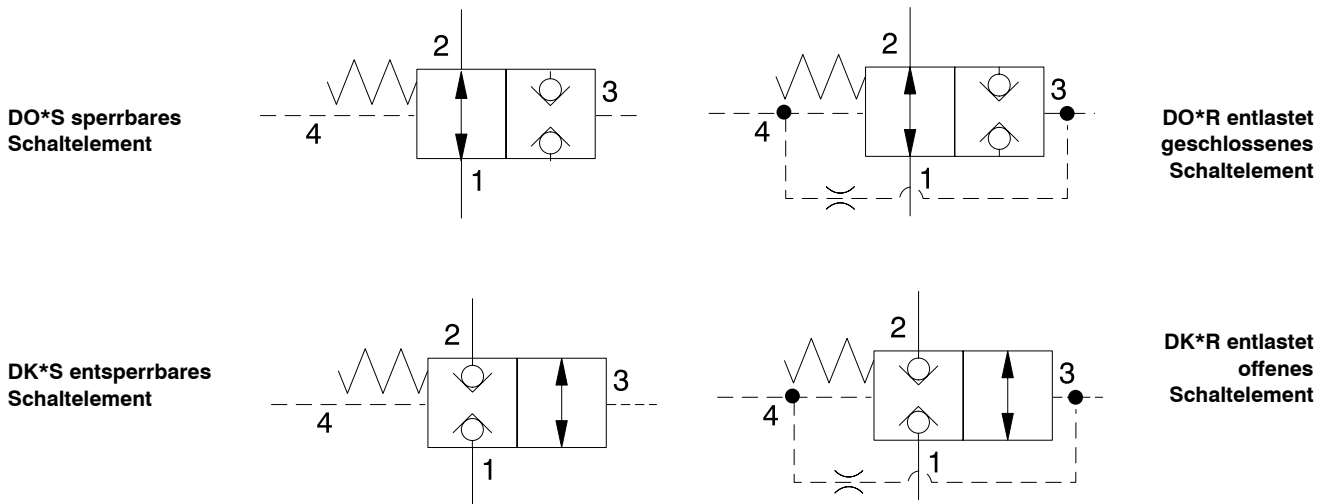 2
3
4
1
DO*S sperrbares
Schaltelement
2
3
4
1
DO*R entlastet
geschlossenes
Schaltelement
2
3
4
1
DK*S entsperrbares
Schaltelement
2
3
4
1
DK*R entlastet
offenes
Schaltelement